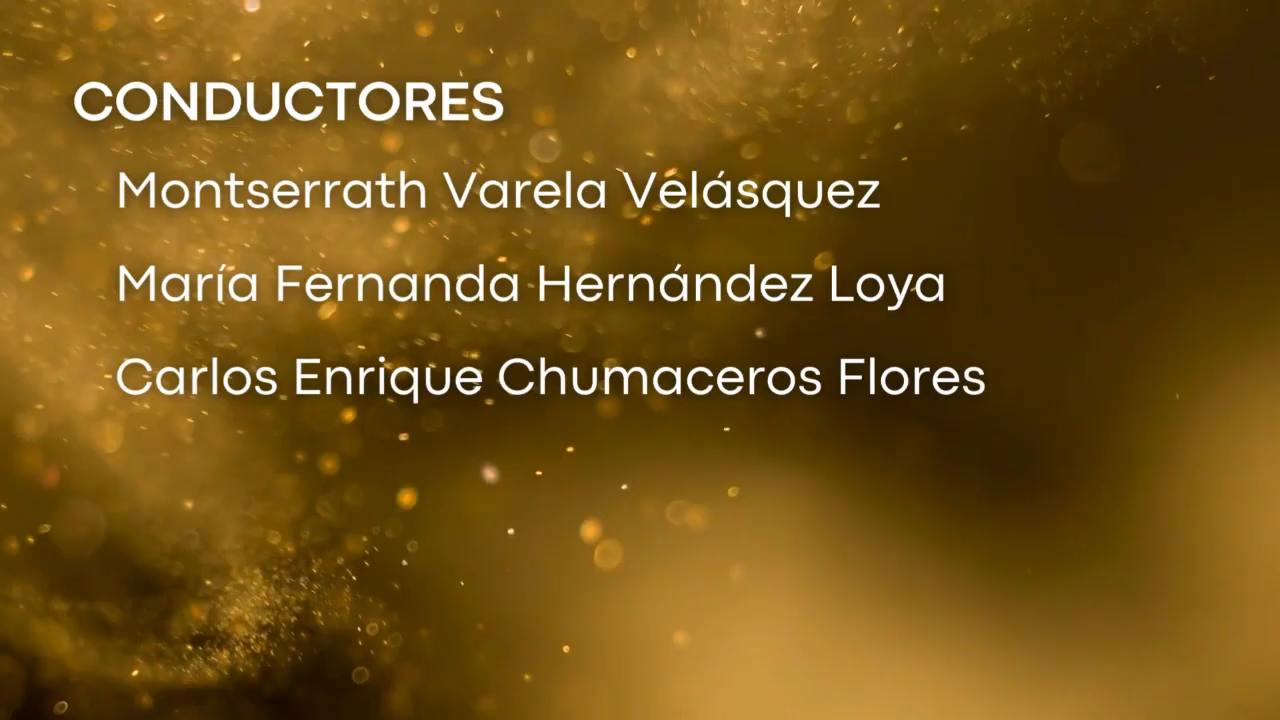 CONDUCTORES
Montserrath Varela Velásquez
María Fernanda Hernández Loya
Carlos Enrique Chumaceros Flores